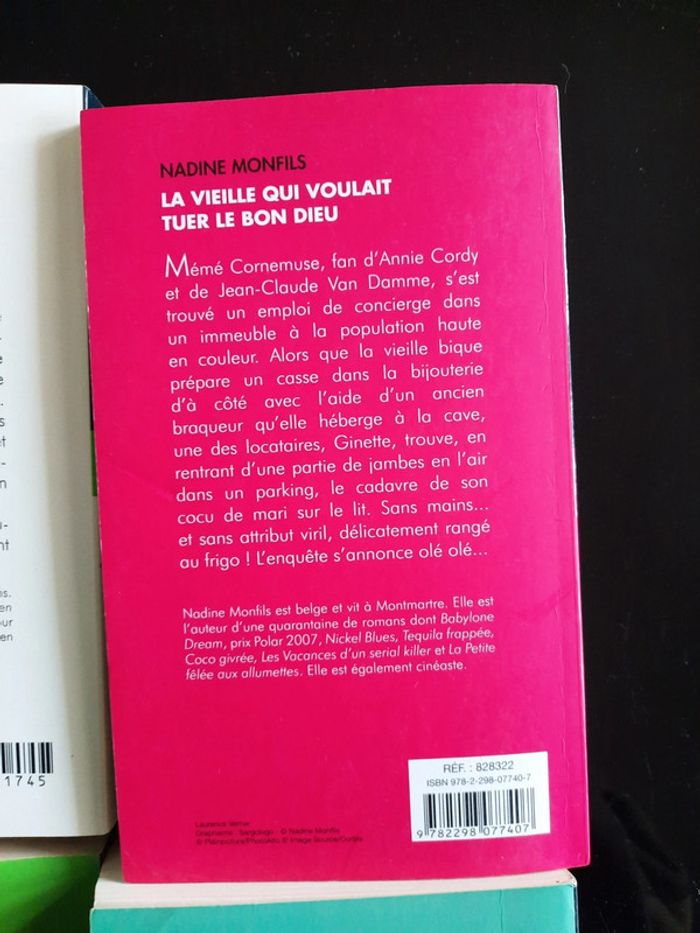 NADINE MONFILS
LA VIEILLE QUI VOULAIT
TUER LE BON DIEU
Mémé Cornemuse, fan d'Annie Cordy
et de Jean-Claude Van Damme, s'est
trouvé un emploi de concierge dans
un immeuble à la population haute
en couleur. Alors que la vieille bique
prépare un casse dans la bijouterie
d'à côté avec l'aide d'un ancien
braqueur qu'elle héberge à la cave,
une des locataires, Ginette, trouve, en
rentrant d'une partie de jambes en l'air
dans un parking, le cadavre de son
cocu de mari sur le lit. Sans mains...
et sans attribut viril, délicatement rangé
au frigo ! L'enquête s'annonce olé olé...
Nadine Monfils est belge et vit à Montmartre. Elle est
l'auteur d'une quarantaine de romans dont Babylone
Dream, prix Polar 2007, Nickel Blues, Tequila frappée,
Coco givrée, Les Vacances d'un serial killer et La Petite
fêlée aux allumettes. Elle est également cinéaste.
RÉF. : 828322
ISBN 978-2-298-07740-7
9 782298 077407
© Nadine Monfils
1745